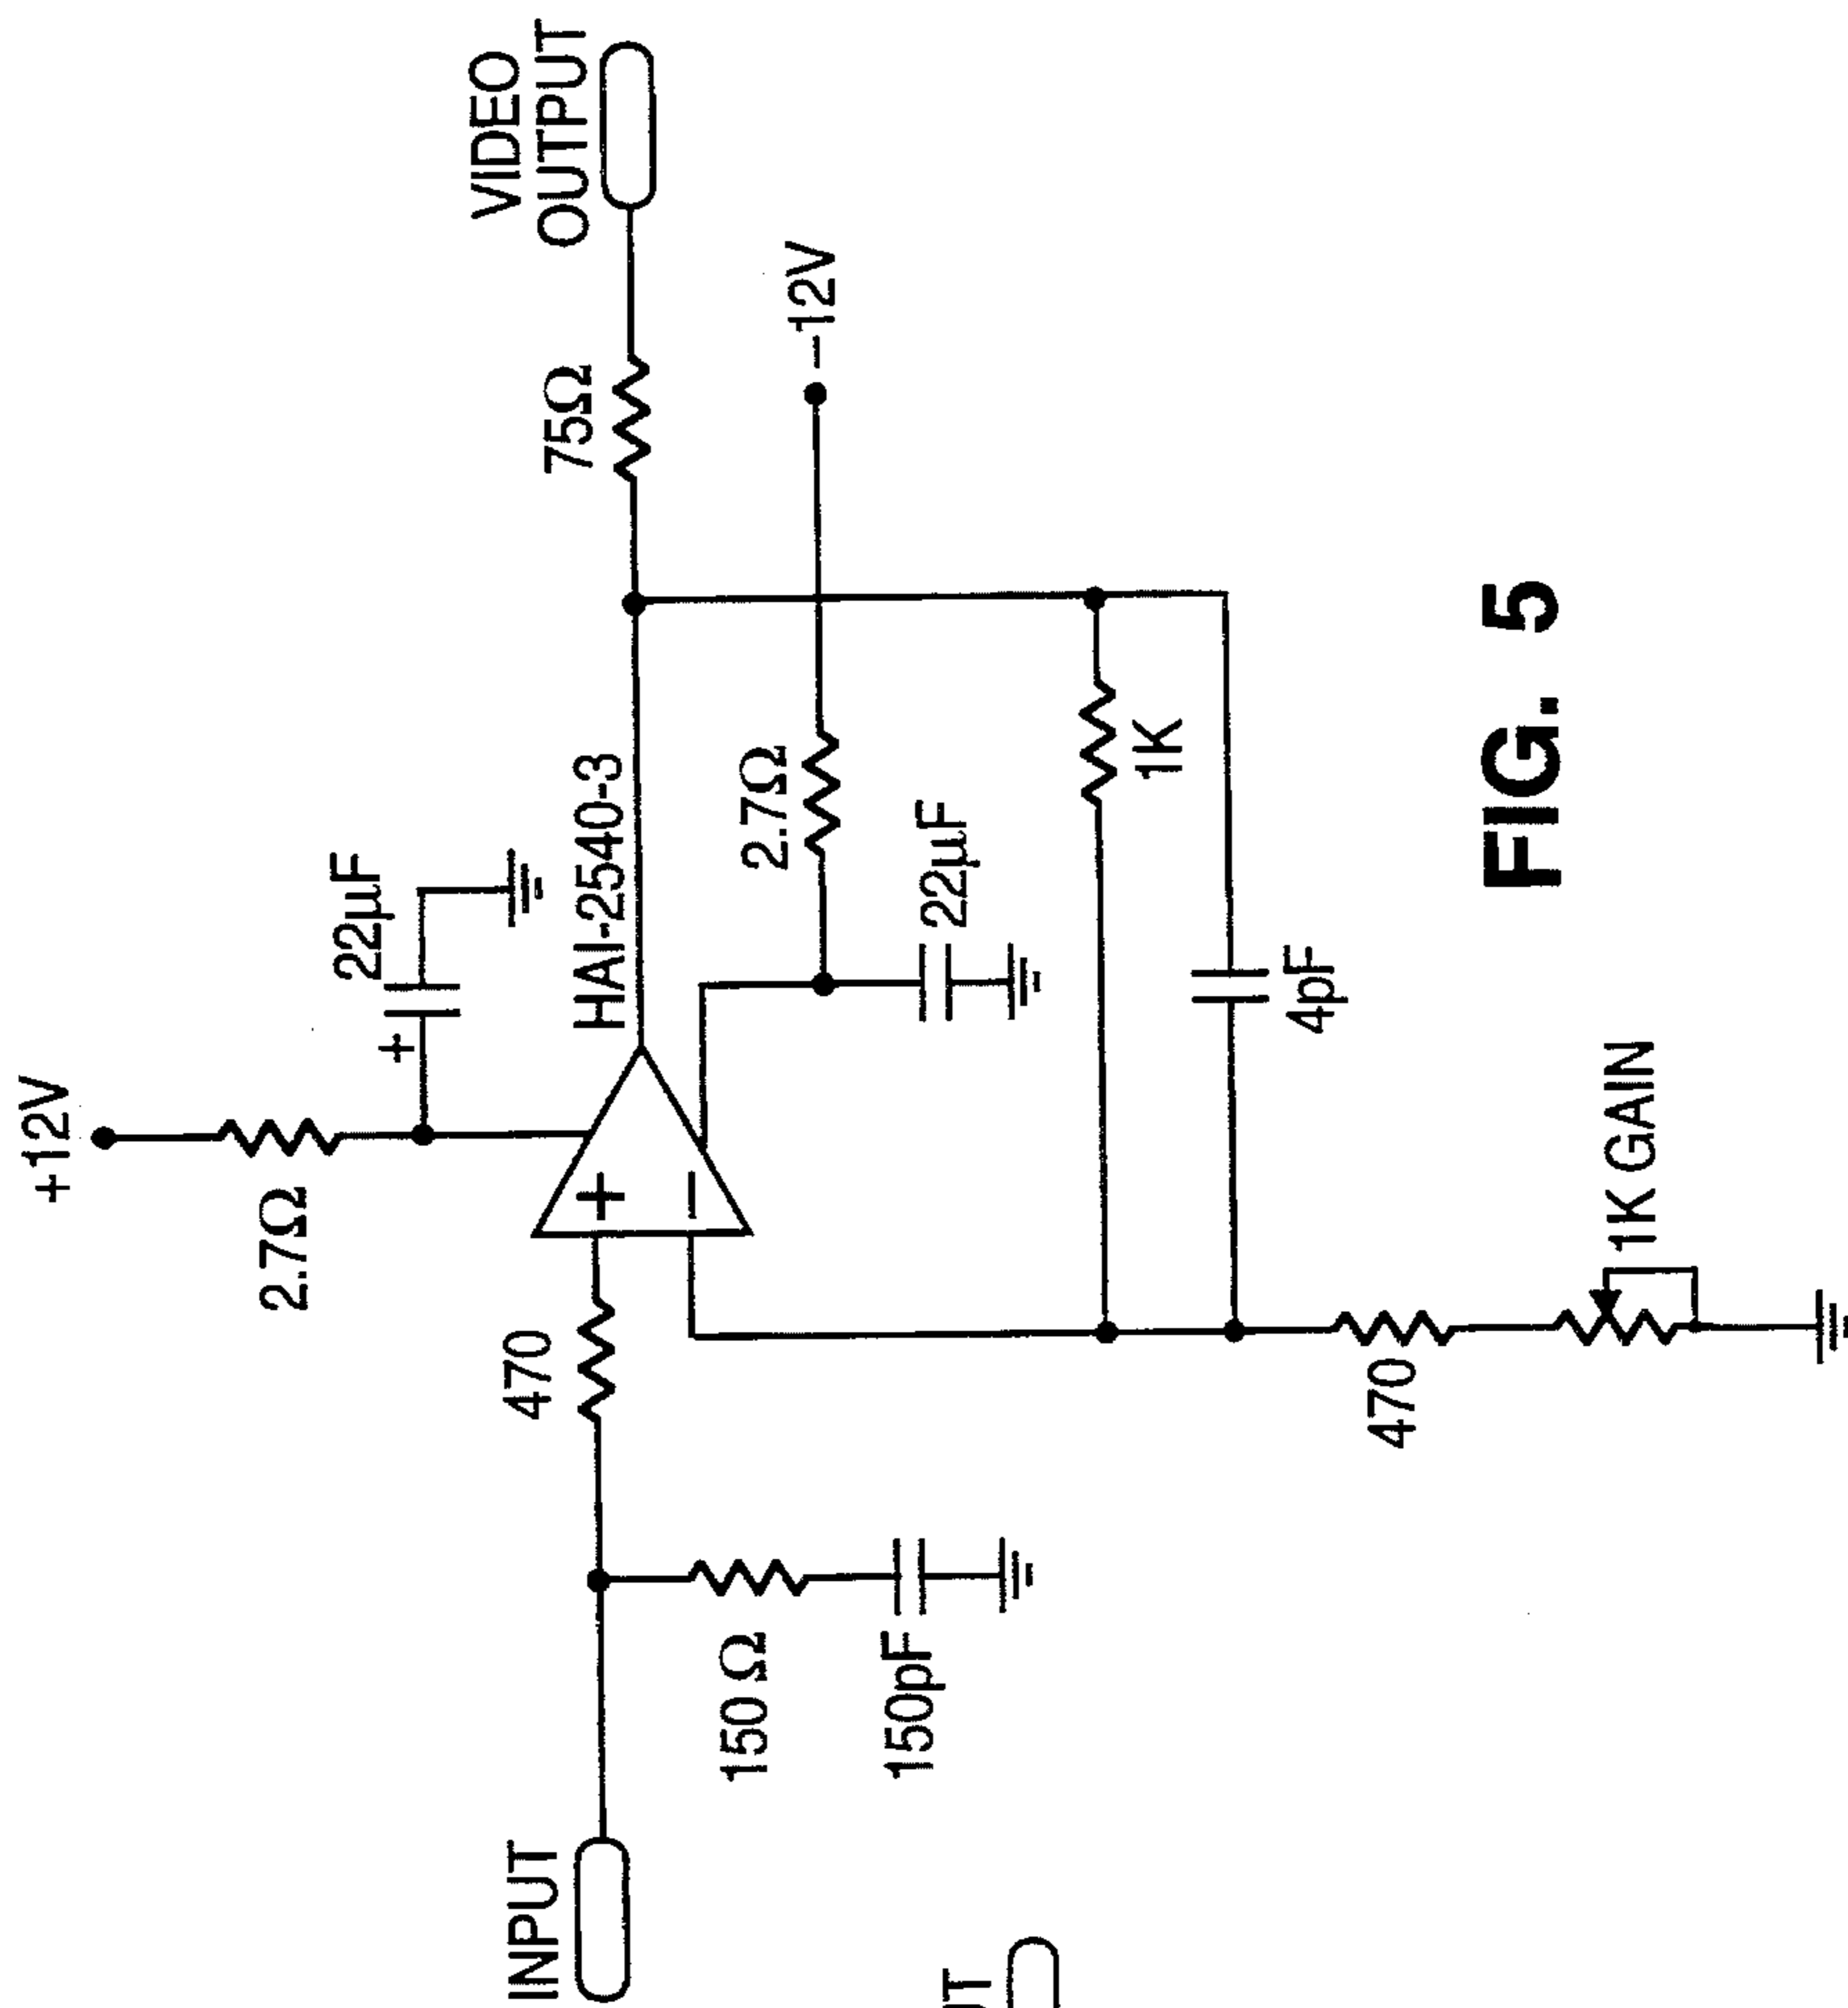 +12V
2.7Ω
22µF
+
VIDEO
OUTPUT
75Ω
HAI-2540-3
-12V
2.7Ω
22µF
+
−
470
INPUT
150 Ω
150pF
1K
4pF
470
1K GAIN
FIG. 5